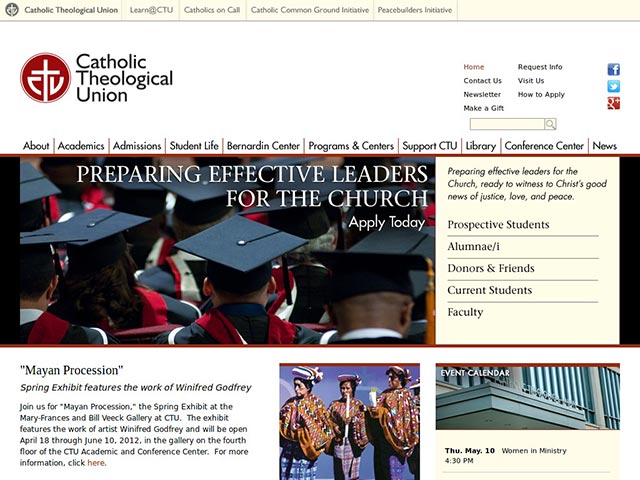 Catholic Theological Union Learn@CTU Catholics on Call Catholic Common Ground Initiative Peacebuilders Initiative
Catholic
Theological
Union
Home Request Info
Contact Us Visit Us
Newsletter How to Apply
Make a Gift
About Academics Admissions Student Life Bernardin Center Programs & Centers Support CTU Library Conference Center News
PREPARING EFFECTIVE LEADERS
FOR THE CHURCH
Apply Today
Preparing effective leaders for the
Church, ready to witness to Christ's good
news of justice, love, and peace.
Prospective Students
Alumnae/i
Donors & Friends
Current Students
Faculty
"Mayan Procession"
Spring Exhibit features the work of Winifred Godfrey
Join us for "Mayan Procession," the Spring Exhibit at the
Mary-Frances and Bill Veeck Gallery at CTU. The exhibit
features the work of artist Winifred Godfrey and will be open
April 18 through June 10, 2012, in the gallery on the fourth
floor of the CTU Academic and Conference Center. For more
information, click here.
EVENT CALENDAR
Thu. May. 10 Women in Ministry
4:30 PM